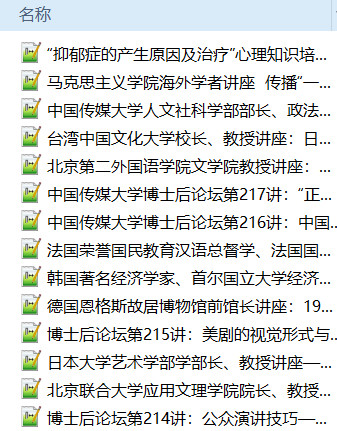 名称
“抑郁症的产生原因及治疗”心理知识培...
马克思主义学院海外学者讲座  传播“一...
中国传媒大学人文社科学部部长、政法...
台湾中国文化大学校长、教授讲座：日...
北京第二外国语学院文学院教授讲座：...
中国传媒大学博士后论坛第217讲：“正...
中国传媒大学博士后论坛第216讲：中国...
法国荣誉国民教育汉语总督学、法国国...
韩国著名经济学家、首尔国立大学经济...
德国恩格斯故居博物馆前馆长讲座：19...
博士后论坛第215讲：美剧的视觉形式与...
日本大学艺术学部学部长、教授讲座—...
北京联合大学应用文理学院院长、教授...
博士后论坛第214讲：公众演讲技巧—...